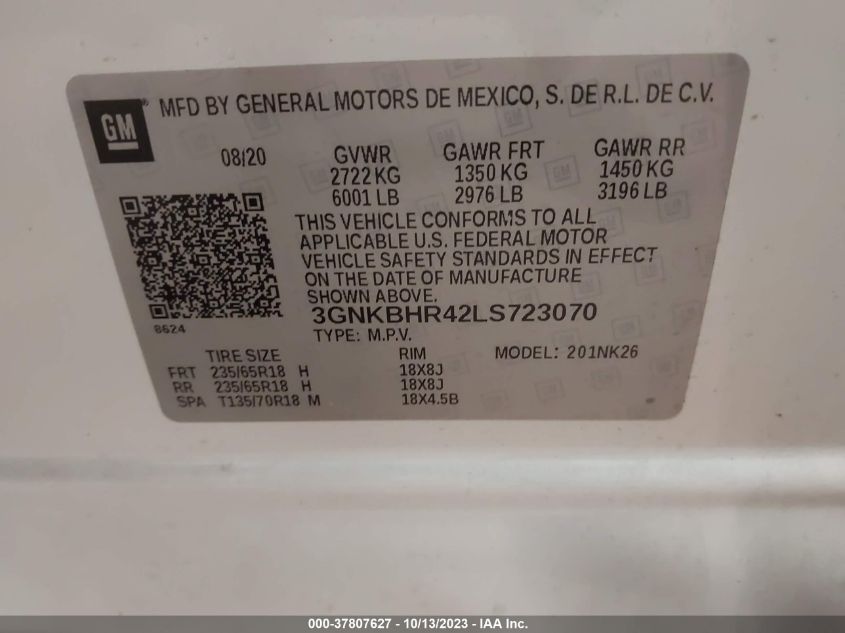 GM ® MFD BY GENERAL MOTORS DE MEXICO, S. DE R.L. DE C.V.
08/20 GVWR GAWR FRT GAWR RR
2722 KG 1350 KG 1450 KG
6001 LB 2976 LB 3196 LB
THIS VEHICLE CONFORMS TO ALL
APPLICABLE U.S. FEDERAL MOTOR
VEHICLE SAFETY STANDARDS IN EFFECT
ON THE DATE OF MANUFACTURE
SHOWN ABOVE.
3GNKBHR42LS723070
8624
TYPE: M.P.V.
TIRE SIZE RIM MODEL: 201NK26
FRT 235/65R18 H 18X8J
RR 235/65R18 H 18X8J
SPA T135/70R18 M 18X4.5B
000-37807627 - 10/13/2023 - IAA Inc.